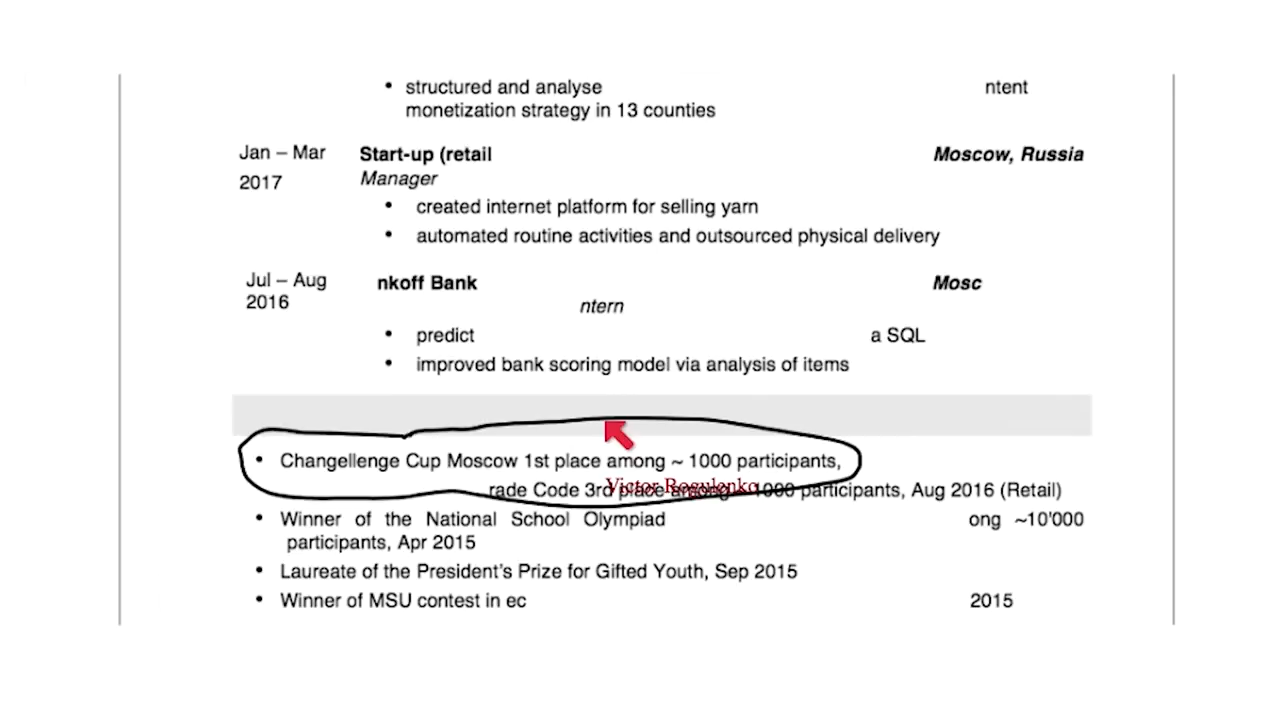 • structured and analyse ntent
monetization strategy in 13 counties
Jan – Mar Start-up (retail Moscow, Russia
2017 Manager
• created internet platform for selling yarn
• automated routine activities and outsourced physical delivery
Jul – Aug nkoff Bank Mosc
2016 ntern
• predict a SQL
• improved bank scoring model via analysis of items
• Changellenge Cup Moscow 1st place among ~ 1000 participants,
rade Code 3rd place among ~ 1000 participants, Aug 2016 (Retail)
Victor Rogulenko
• Winner of the National School Olympiad ong ~10'000
participants, Apr 2015
• Laureate of the President's Prize for Gifted Youth, Sep 2015
• Winner of MSU contest in ec 2015